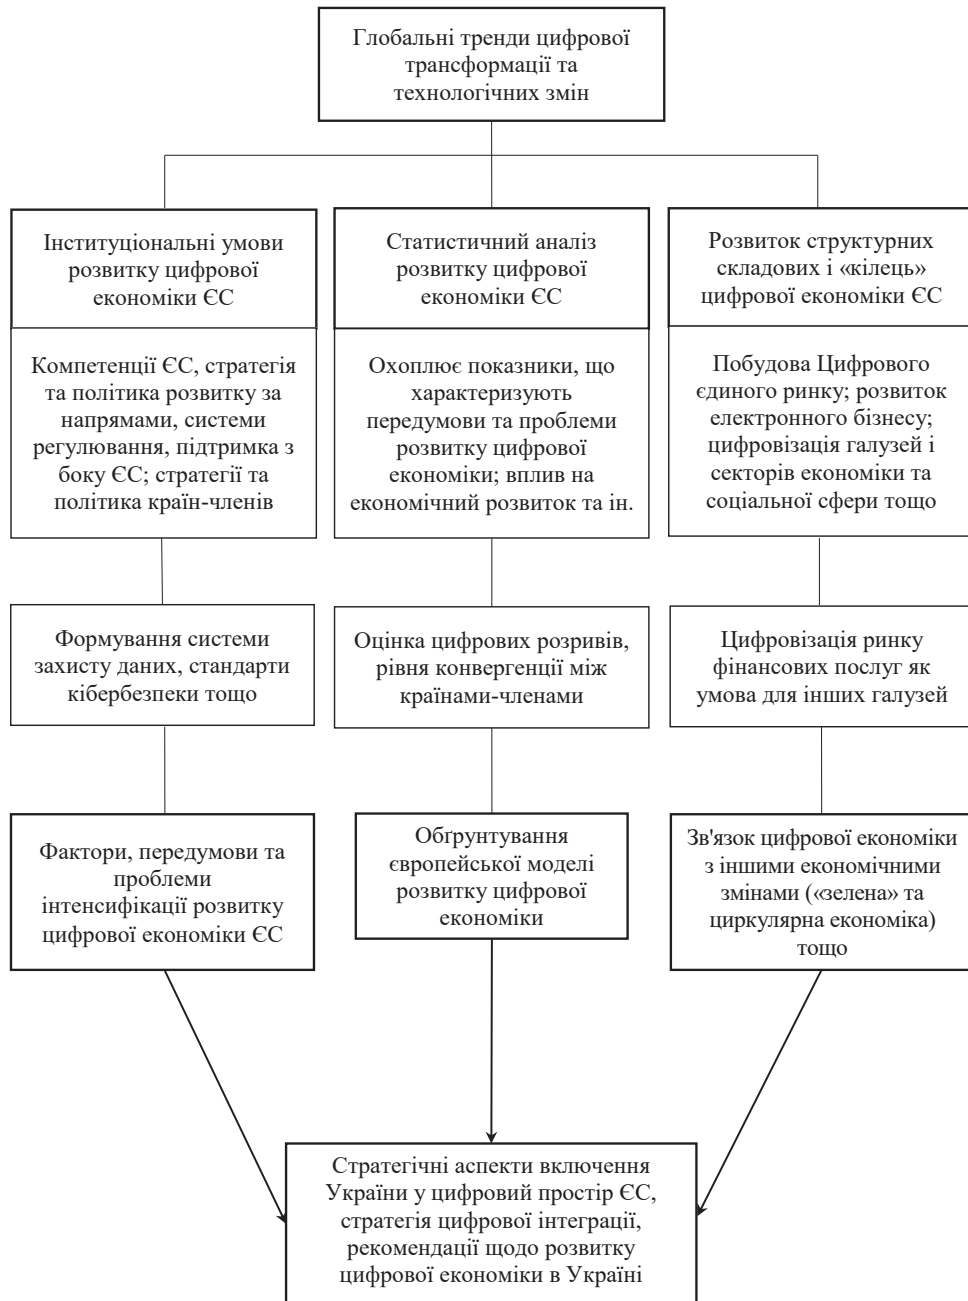 Глобальні тренди цифрової
трансформації та
технологічних змін
Інституціональні умови
розвитку цифрової
економіки ЄС
Статистичний аналіз
розвитку цифрової
економіки ЄС
Розвиток структурних
складових і «кілець»
цифрової економіки ЄС
Компетенції ЄС, стратегія
та політика розвитку за
напрямами, системи
регулювання, підтримка з
боку ЄС; стратегії та
політика країн-членів
Охоплює показники, що
характеризують
передумови та проблеми
розвитку цифрової
економіки; вплив на
економічний розвиток та ін.
Побудова Цифрового
єдиного ринку; розвиток
електронного бізнесу;
цифровізація галузей і
секторів економіки та
соціальної сфери тощо
Формування системи
захисту даних, стандарти
кібербезпеки тощо
Оцінка цифрових розривів,
рівня конвергенції між
країнами-членами
Цифровізація ринку
фінансових послуг як
умова для інших галузей
Фактори, передумови та
проблеми
інтенсифікації розвитку
цифрової економіки ЄС
Обґрунтування
європейської моделі
розвитку цифрової
економіки
Зв'язок цифрової економіки
з іншими економічними
змінами («зелена» та
циркулярна економіка)
тощо
Стратегічні аспекти включення
України у цифровий простір ЄС,
стратегія цифрової інтеграції,
рекомендації щодо розвитку
цифрової економіки в Україні